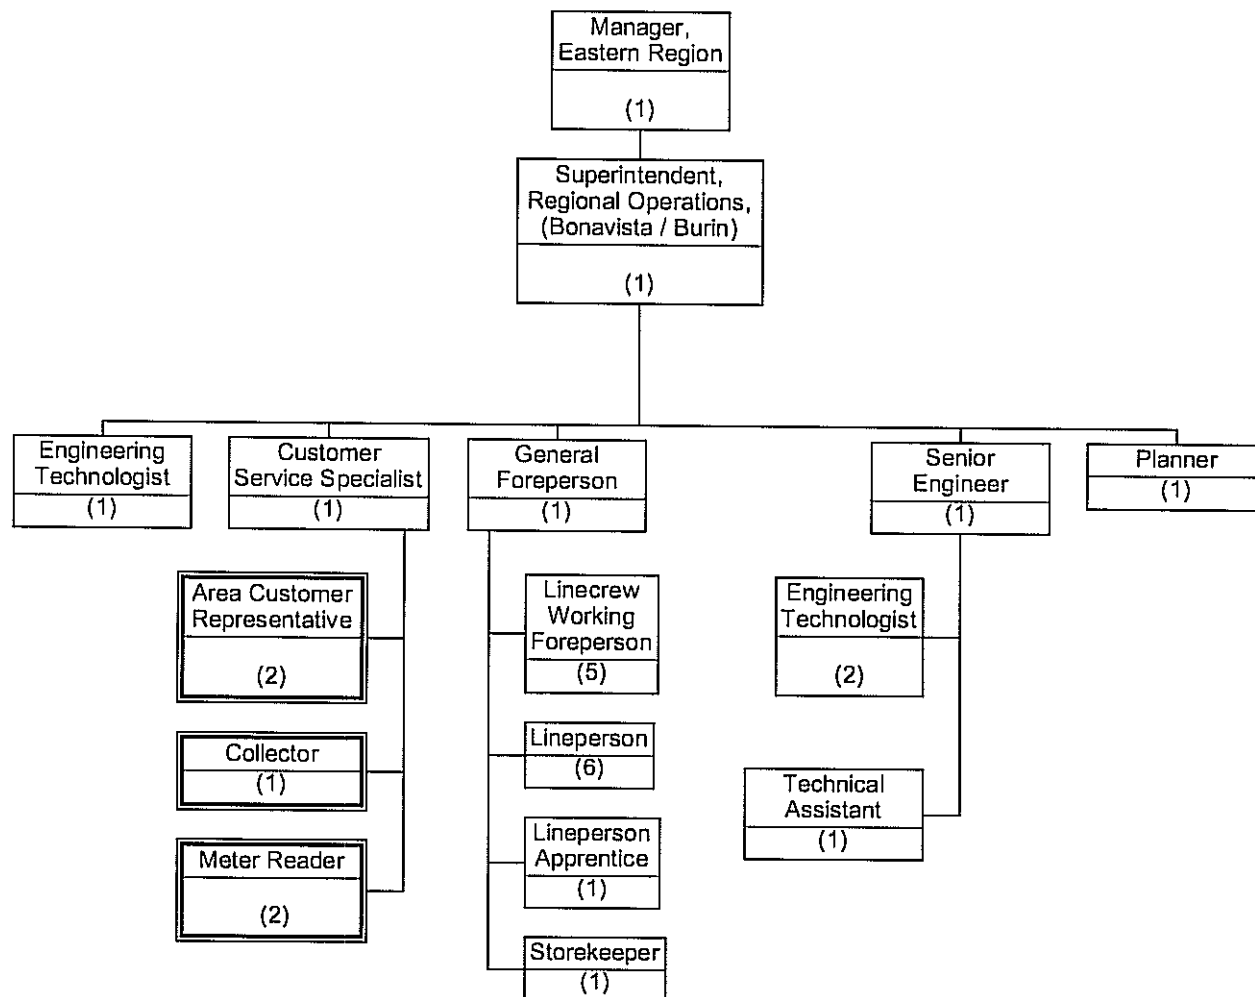 Manager,
Eastern Region
(1)
Superintendent,
Regional Operations,
(Bonavista / Burin)
(1)
Engineering
Technologist
(1)
Customer
Service Specialist
(1)
General
Foreperson
(1)
Senior
Engineer
(1)
Planner
(1)
Area Customer
Representative
(2)
Collector
(1)
Meter Reader
(2)
Linecrew
Working
Foreperson
(5)
Lineperson
(6)
Lineperson
Apprentice
(1)
Storekeeper
(1)
Engineering
Technologist
(2)
Technical
Assistant
(1)